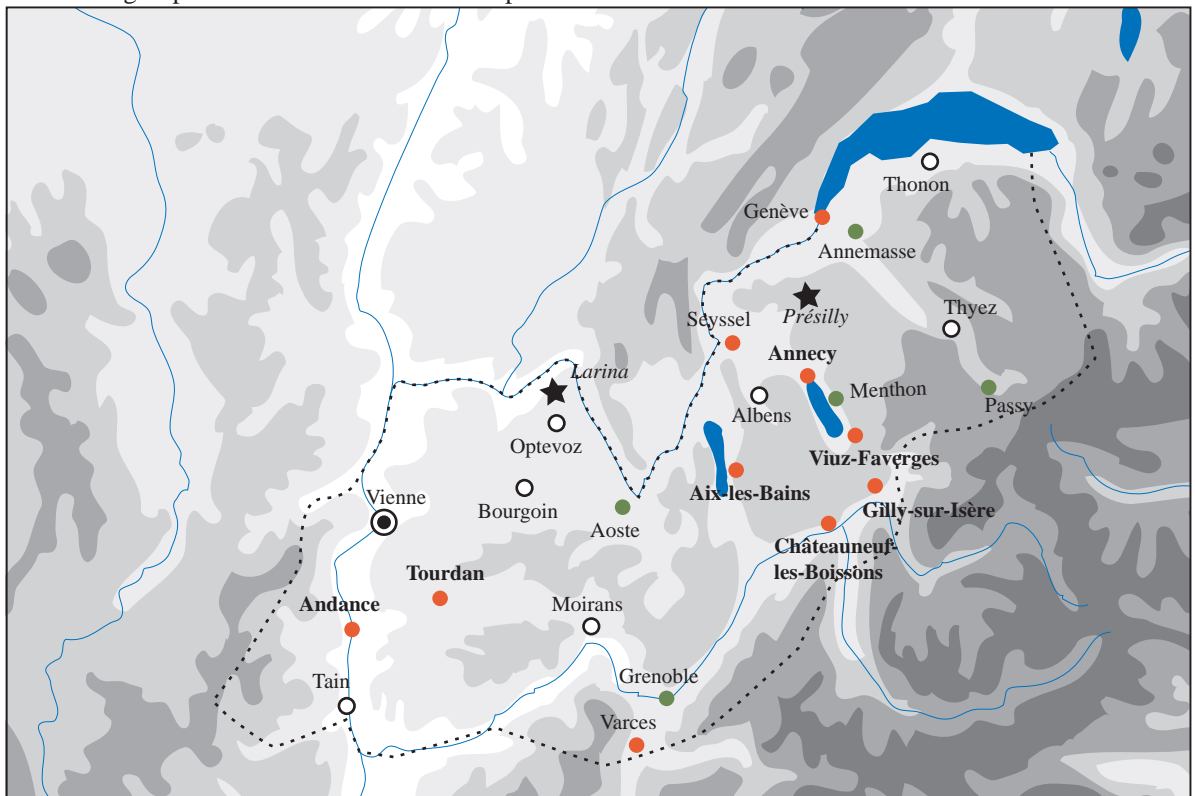 Thonon
Genève
Annemasse
Présilly
Thyez
Seyssel
Annecy
Larina
Menthon
Passy
Albens
Optevoz
Viuz-Faverges
Aix-les-Bains
Vienne
Bourgoin
Gilly-sur-Isère
Aoste
Châteauneuf-
les-Boissons
Tourdan
Andance
Moirans
Grenoble
Tain
Varces